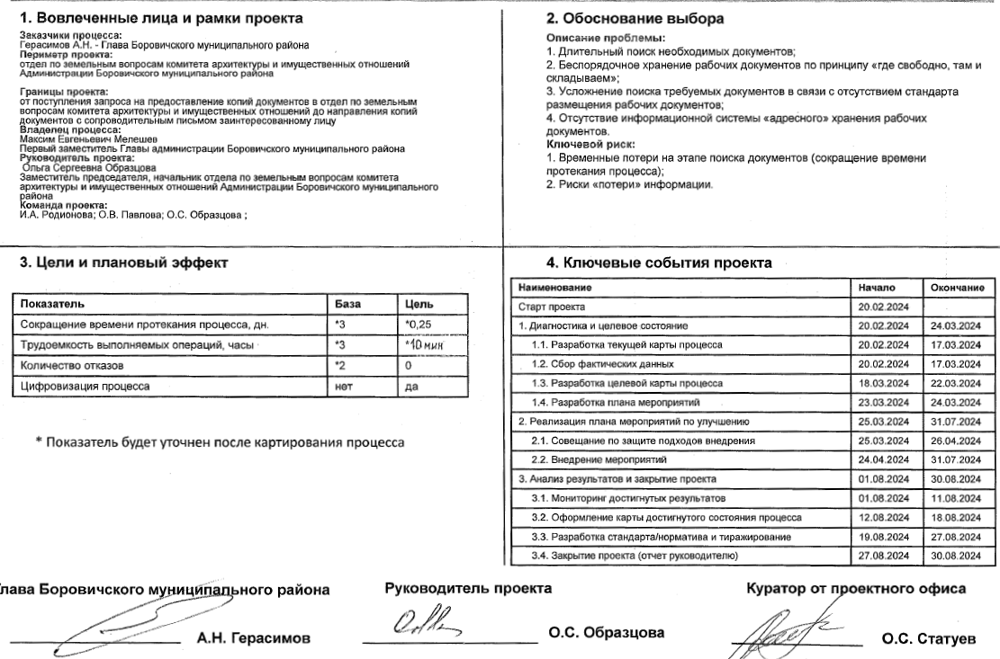 1. Вовлеченные лица и рамки проекта
Заказчики процесса:
Герасимов А.Н. - Глава Боровичского муниципального района
Периметр проекта:
отдел по земельным вопросам комитета архитектуры и имущественных отношений
Администрации Боровичского муниципального района
Границы проекта:
от поступления запроса на предоставление копий документов в отдел по земельным
вопросам комитета архитектуры и имущественных отношений до направления копий
документов с сопроводительным письмом заинтересованному лицу
Владелец процесса:
Максим Евгеньевич Мелешев
Первый заместитель Главы администрации Боровичского муниципального района
Руководитель проекта:
Ольга Сергеевна Образцова
Заместитель председателя, начальник отдела по земельным вопросам комитета
архитектуры и имущественных отношений Администрации Боровичского муниципального
района
Команда проекта:
И.А. Родионова; О.В. Павлова; О.С. Образцова ;
2. Обоснование выбора
Описание проблемы:
1. Длительный поиск необходимых документов;
2. Беспорядочное хранение рабочих документов по принципу «где свободно, там и
складываем»;
3. Усложнение поиска требуемых документов в связи с отсутствием стандарта
размещения рабочих документов;
4. Отсутствие информационной системы «адресного» хранения рабочих
документов.
Ключевой риск:
1. Временные потери на этапе поиска документов (сокращение времени
протекания процесса);
2. Риски «потери» информации.
3. Цели и плановый эффект
Показатель База Цель
Сокращение времени протекания процесса, дн. *3 *0,25
Трудоемкость выполняемых операций, часы *3 *10 мин
Количество отказов *2 0
Цифровизация процесса нет да
* Показатель будет уточнен после картирования процесса
4. Ключевые события проекта
Наименование Начало Окончание
Старт проекта 20.02.2024
1. Диагностика и целевое состояние 20.02.2024 24.03.2024
1.1. Разработка текущей карты процесса 20.02.2024 17.03.2024
1.2. Сбор фактических данных 20.02.2024 17.03.2024
1.3. Разработка целевой карты процесса 18.03.2024 22.03.2024
1.4. Разработка плана мероприятий 23.03.2024 24.03.2024
2. Реализация плана мероприятий по улучшению 25.03.2024 31.07.2024
2.1. Совещание по защите подходов внедрения 25.03.2024 26.04.2024
2.2. Внедрение мероприятий 24.04.2024 31.07.2024
3. Анализ результатов и закрытие проекта 01.08.2024 30.08.2024
3.1. Мониторинг достигнутых результатов 01.08.2024 11.08.2024
3.2. Оформление карты достигнутого состояния процесса 12.08.2024 18.08.2024
3.3. Разработка стандарта/норматива и тиражирование 19.08.2024 27.08.2024
3.4. Закрытие проекта (отчет руководителю) 27.08.2024 30.08.2024
лава Боровичского муниципального района Руководитель проекта Куратор от проектного офиса
А.Н. Герасимов О.С. Образцова О.С. Статуев